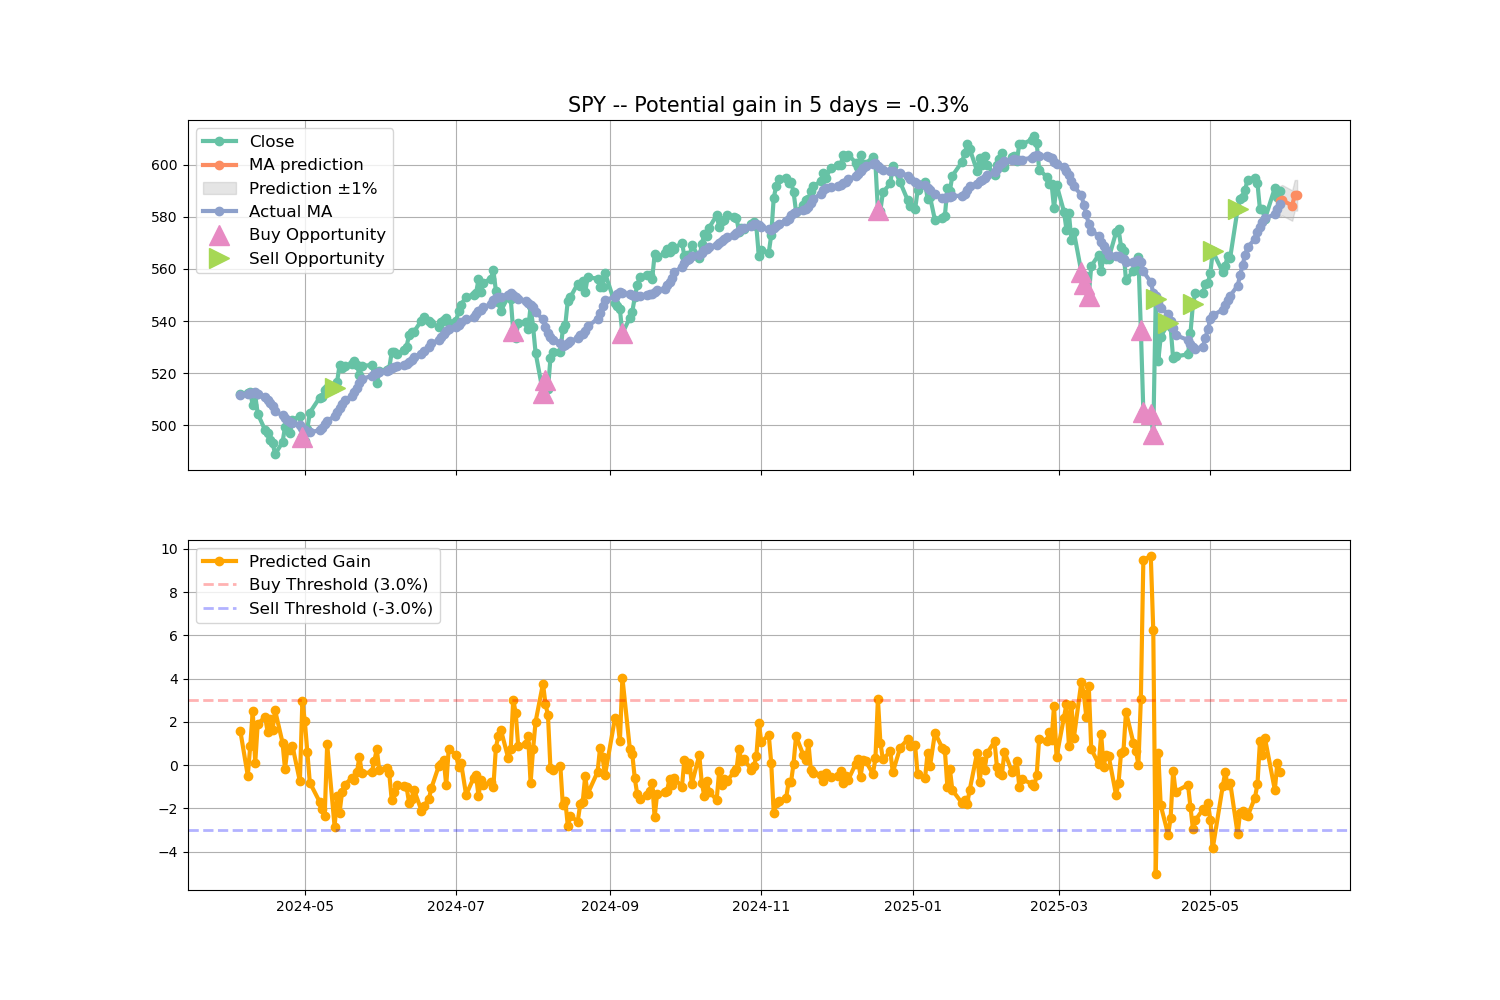 SPY -- Potential gain in 5 days = -0.3%
Close
MA prediction
Prediction ±1%
Actual MA
Buy Opportunity
Sell Opportunity
600
580
560
540
520
500
Predicted Gain
Buy Threshold (3.0%)
Sell Threshold (-3.0%)
10
8
6
4
2
0
−2
−4
2024-05 2024-07 2024-09 2024-11 2025-01 2025-03 2025-05